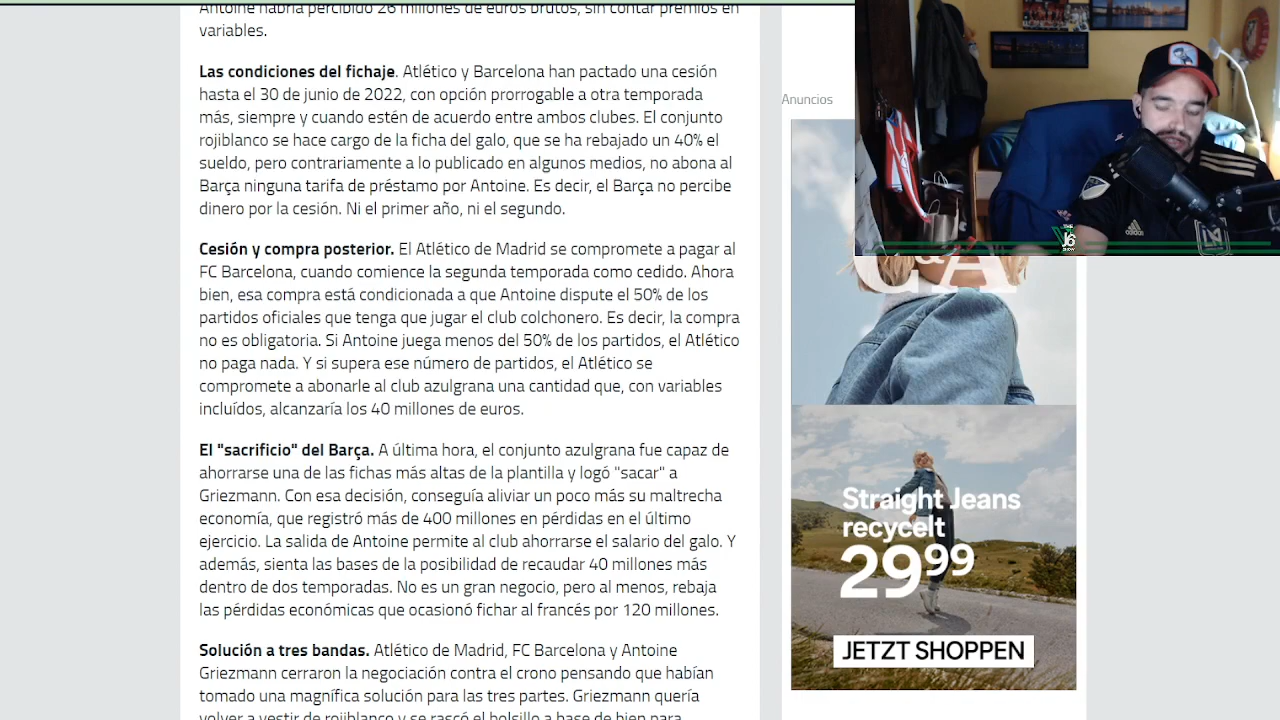 Antoine habría percibido 26 millones de euros brutos, sin contar premios en
variables.
Las condiciones del fichaje. Atlético y Barcelona han pactado una cesión
hasta el 30 de junio de 2022, con opción prorrogable a otra temporada
más, siempre y cuando estén de acuerdo entre ambos clubes. El conjunto
rojiblanco se hace cargo de la ficha del galo, que se ha rebajado un 40% el
sueldo, pero contrariamente a lo publicado en algunos medios, no abona al
Barça ninguna tarifa de préstamo por Antoine. Es decir, el Barça no percibe
dinero por la cesión. Ni el primer año, ni el segundo.
Cesión y compra posterior. El Atlético de Madrid se compromete a pagar al
FC Barcelona, cuando comience la segunda temporada como cedido. Ahora
bien, esa compra está condicionada a que Antoine dispute el 50% de los
partidos oficiales que tenga que jugar el club colchonero. Es decir, la compra
no es obligatoria. Si Antoine juega menos del 50% de los partidos, el Atlético
no paga nada. Y si supera ese número de partidos, el Atlético se
compromete a abonarle al club azulgrana una cantidad que, con variables
incluídos, alcanzaría los 40 millones de euros.
El "sacrificio" del Barça. A última hora, el conjunto azulgrana fue capaz de
ahorrarse una de las fichas más altas de la plantilla y logó "sacar" a
Griezmann. Con esa decisión, conseguía aliviar un poco más su maltrecha
economía, que registró más de 400 millones en pérdidas en el último
ejercicio. La salida de Antoine permite al club ahorrarse el salario del galo. Y
además, sienta las bases de la posibilidad de recaudar 40 millones más
dentro de dos temporadas. No es un gran negocio, pero al menos, rebaja
las pérdidas económicas que ocasionó fichar al francés por 120 millones.
Solución a tres bandas. Atlético de Madrid, FC Barcelona y Antoine
Griezmann cerraron la negociación contra el crono pensando que habían
tomado una magnífica solución para las tres partes. Griezmann quería
volver a vestir de rojiblanco y se rascó el bolsillo a base de bien para
Anuncios
C&A
Straight Jeans
recycelt
2999
JETZT SHOPPEN
adidas